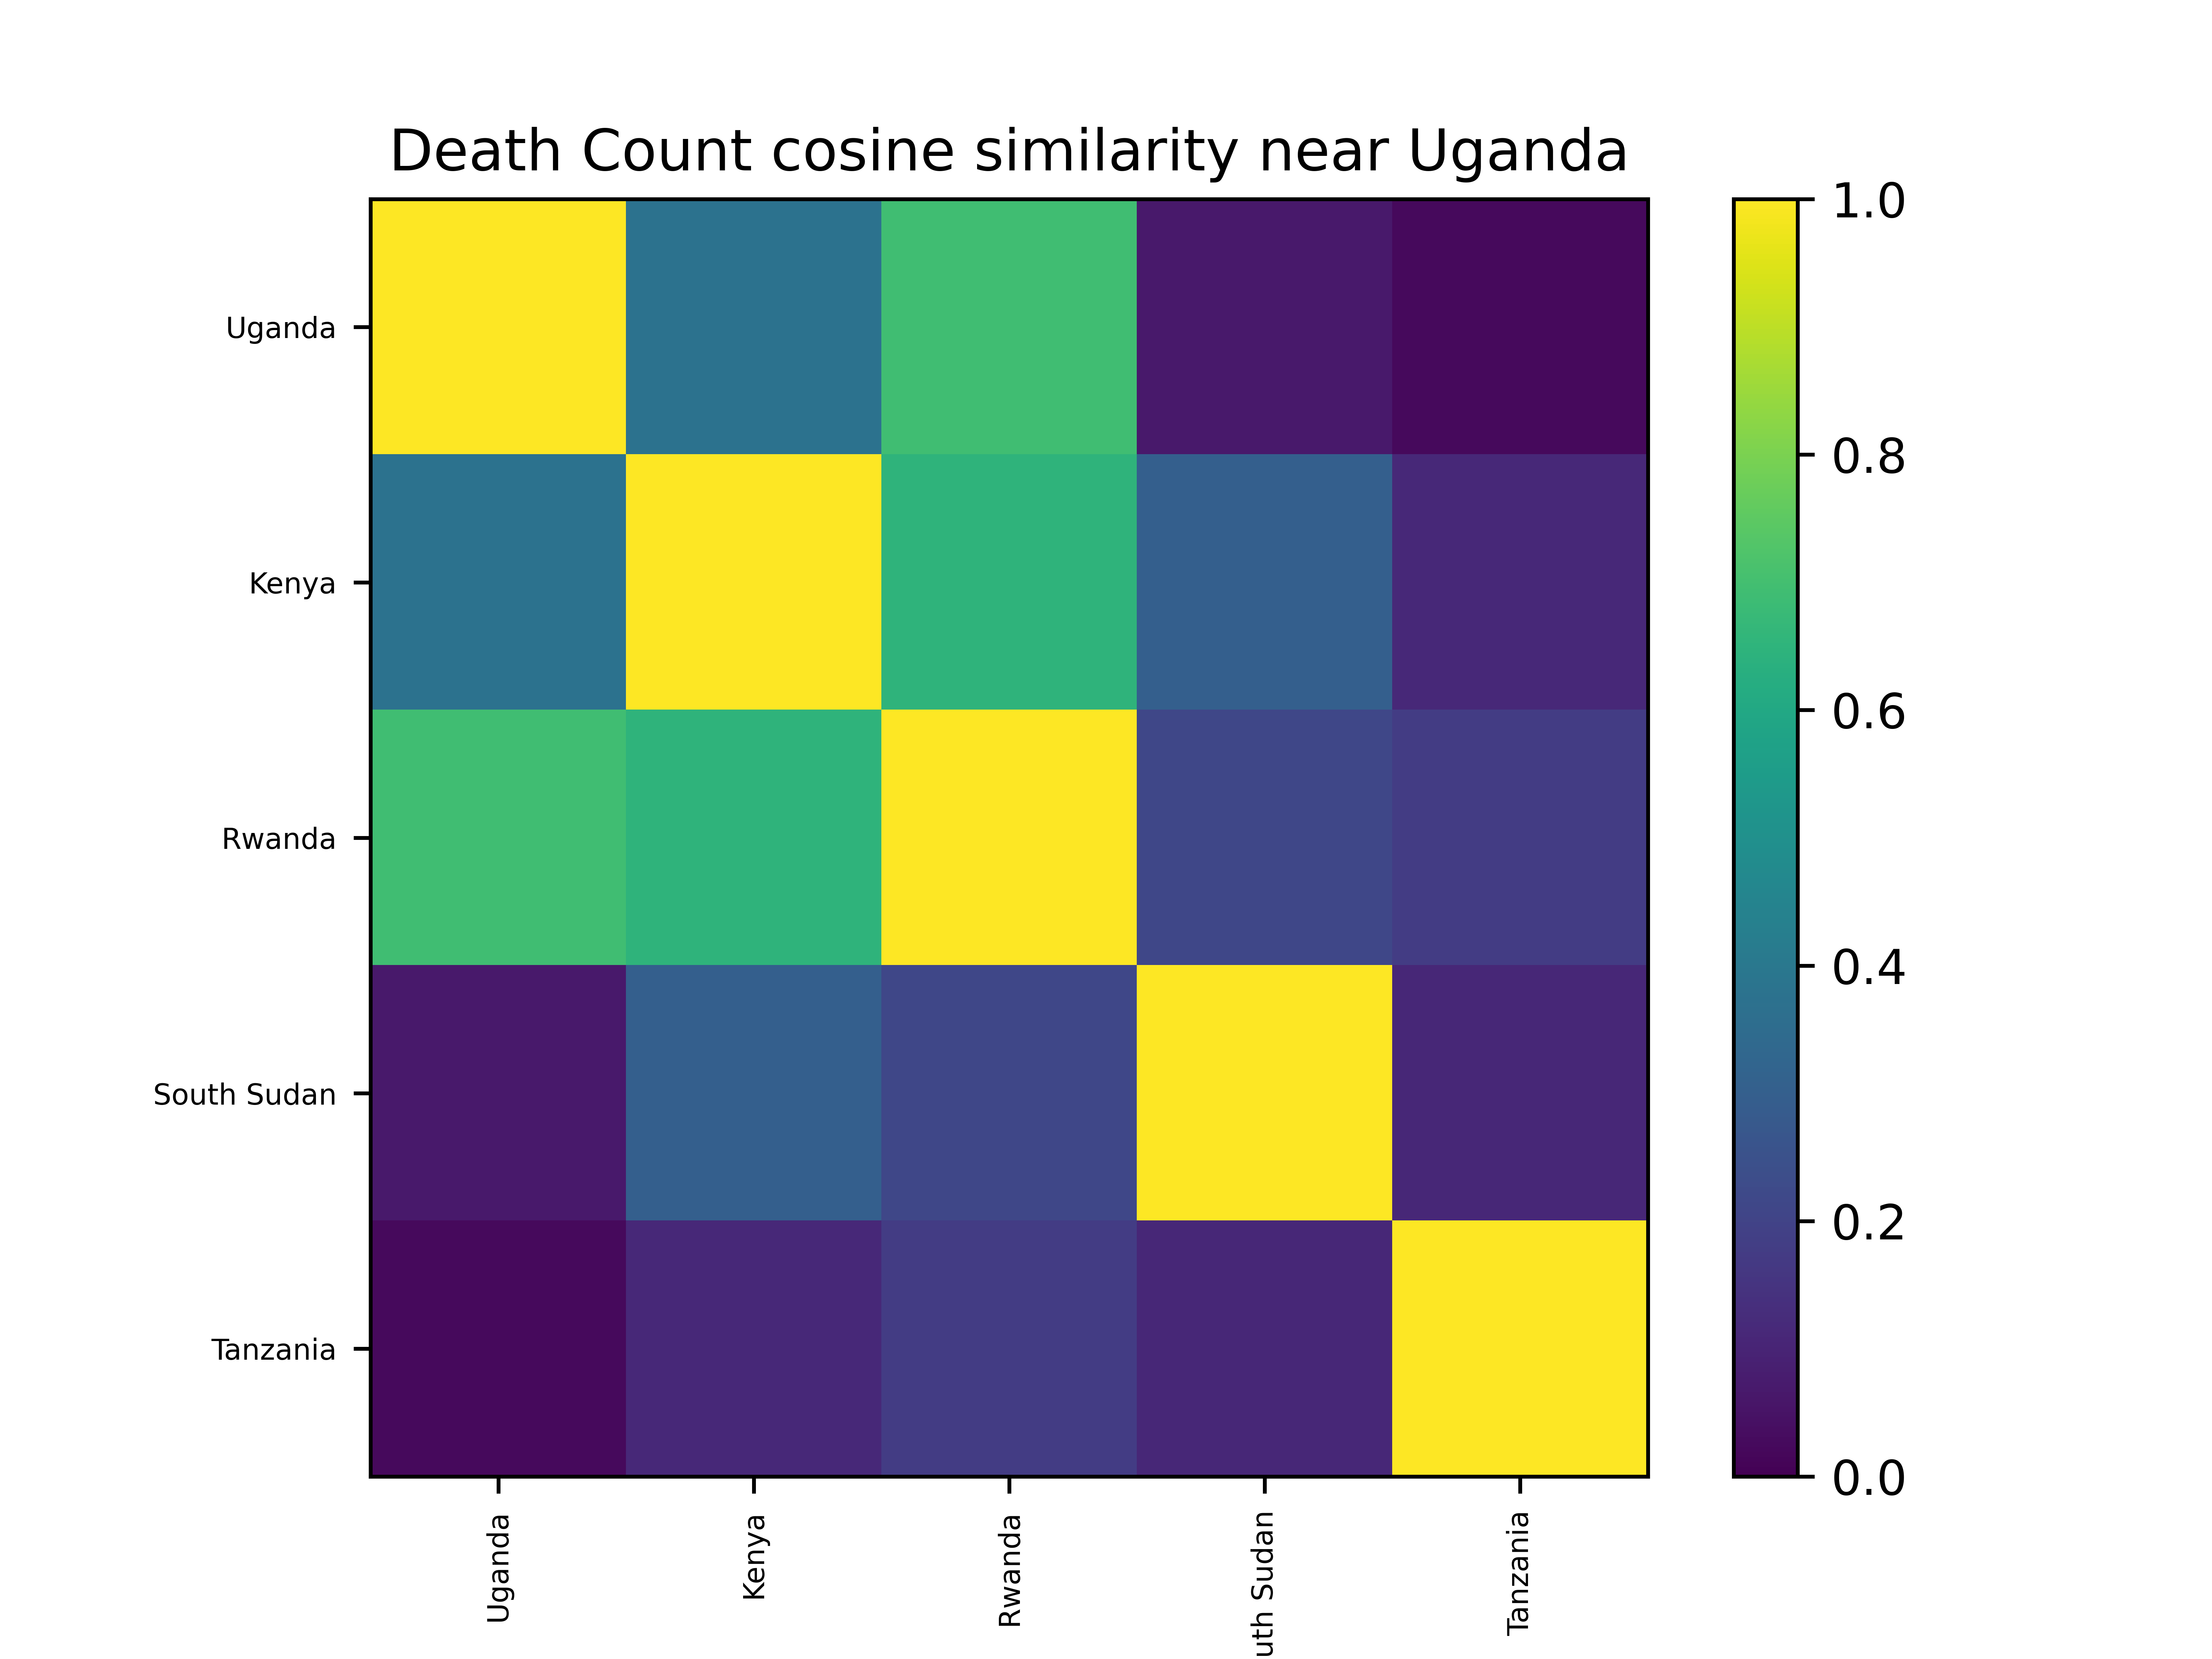 Death Count cosine similarity near Uganda
Uganda
Kenya
Rwanda
South Sudan
Tanzania
1.0
0.8
0.6
0.4
0.2
0.0
Uganda
Kenya
Rwanda
uth Sudan
Tanzania